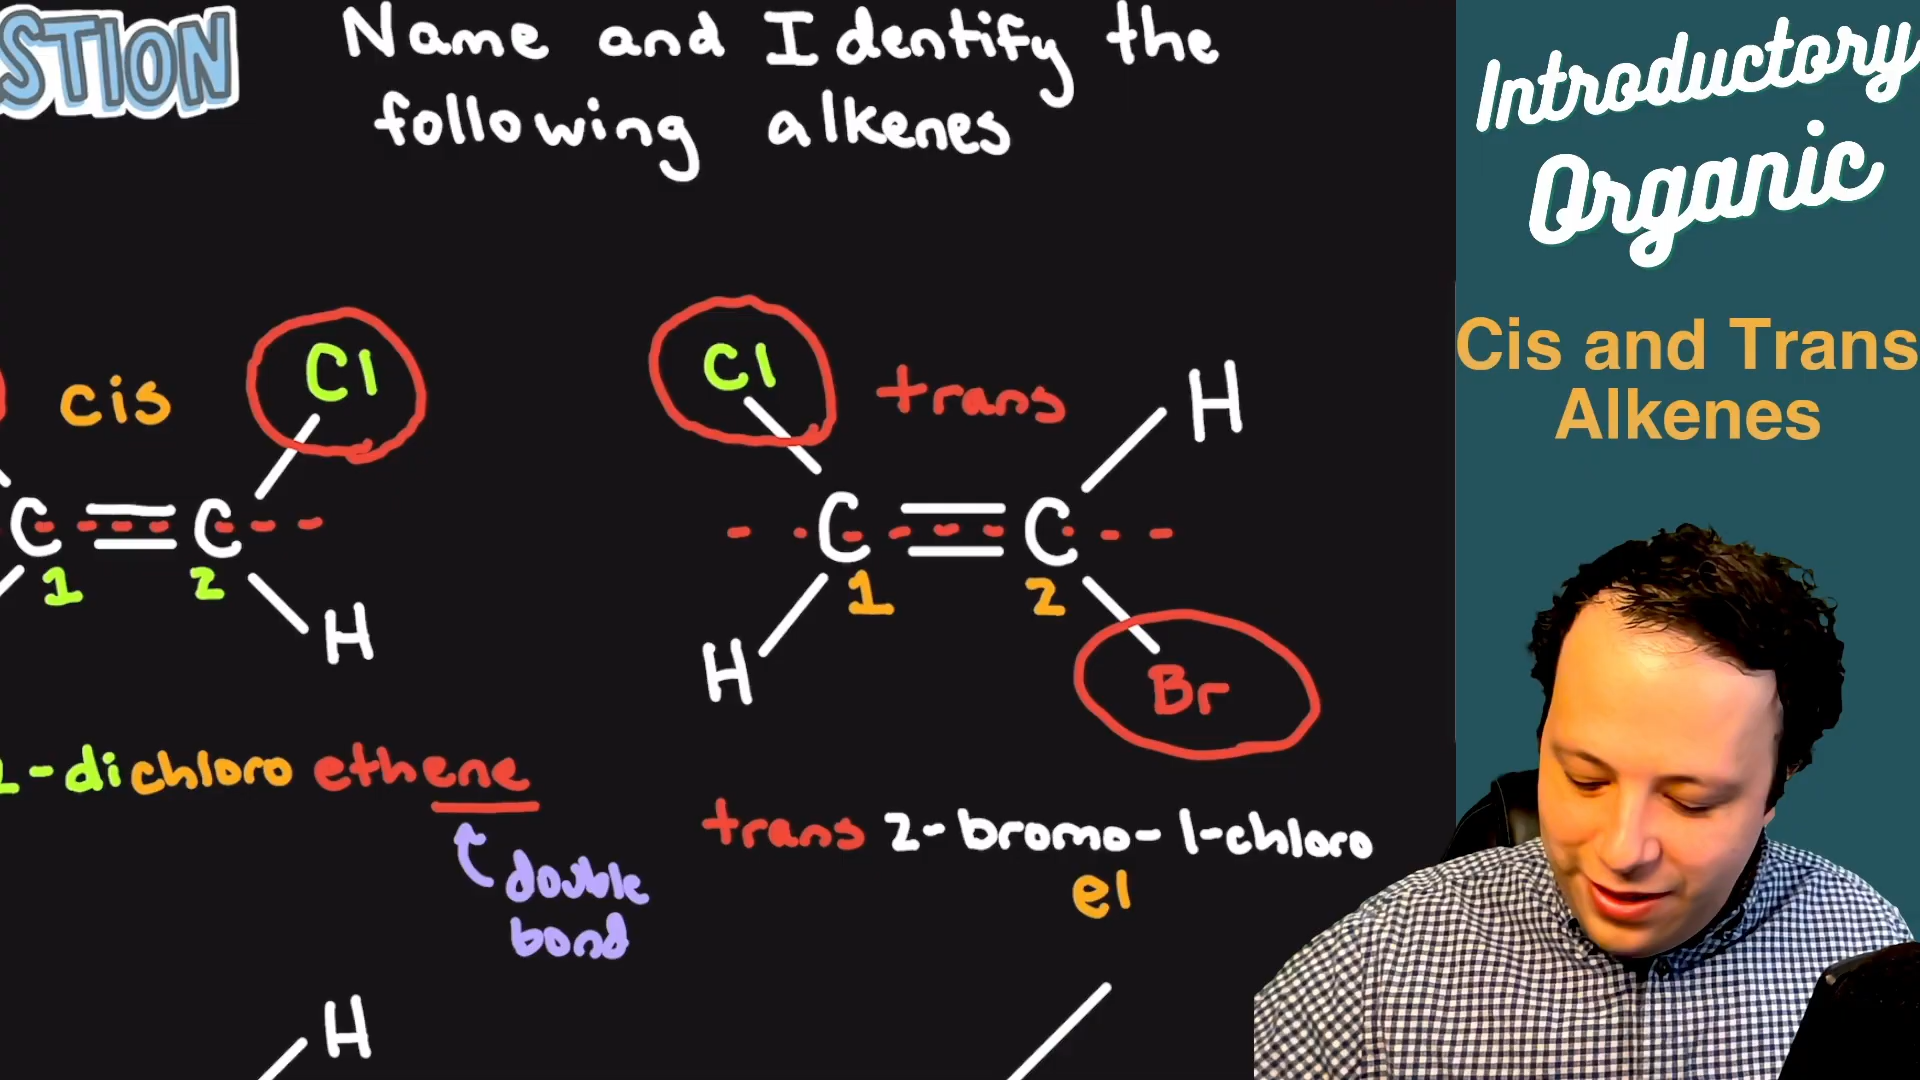 STION
Name and Identify the
following alkenes
Introductory
Organic
Cis and Trans
Alkenes
cis
Cl
C
C
1
2
H
Cl
trans
H
C
C
1
2
H
Br
-dichloro ethene
double
bond
trans 2-bromo-1-chloro
el
H